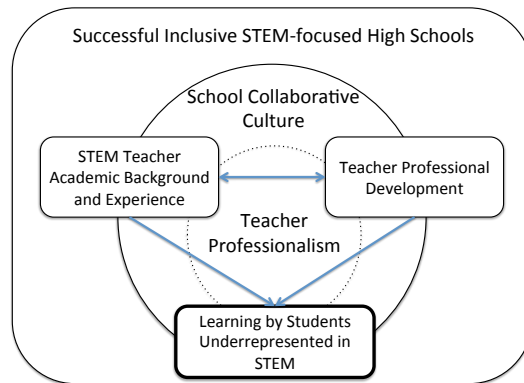 Successful Inclusive STEM-focused High Schools
School Collaborative
Culture
STEM Teacher
Academic Background
and Experience
Teacher Professional
Development
Teacher
Professionalism
Learning by Students
Underrepresented in
STEM